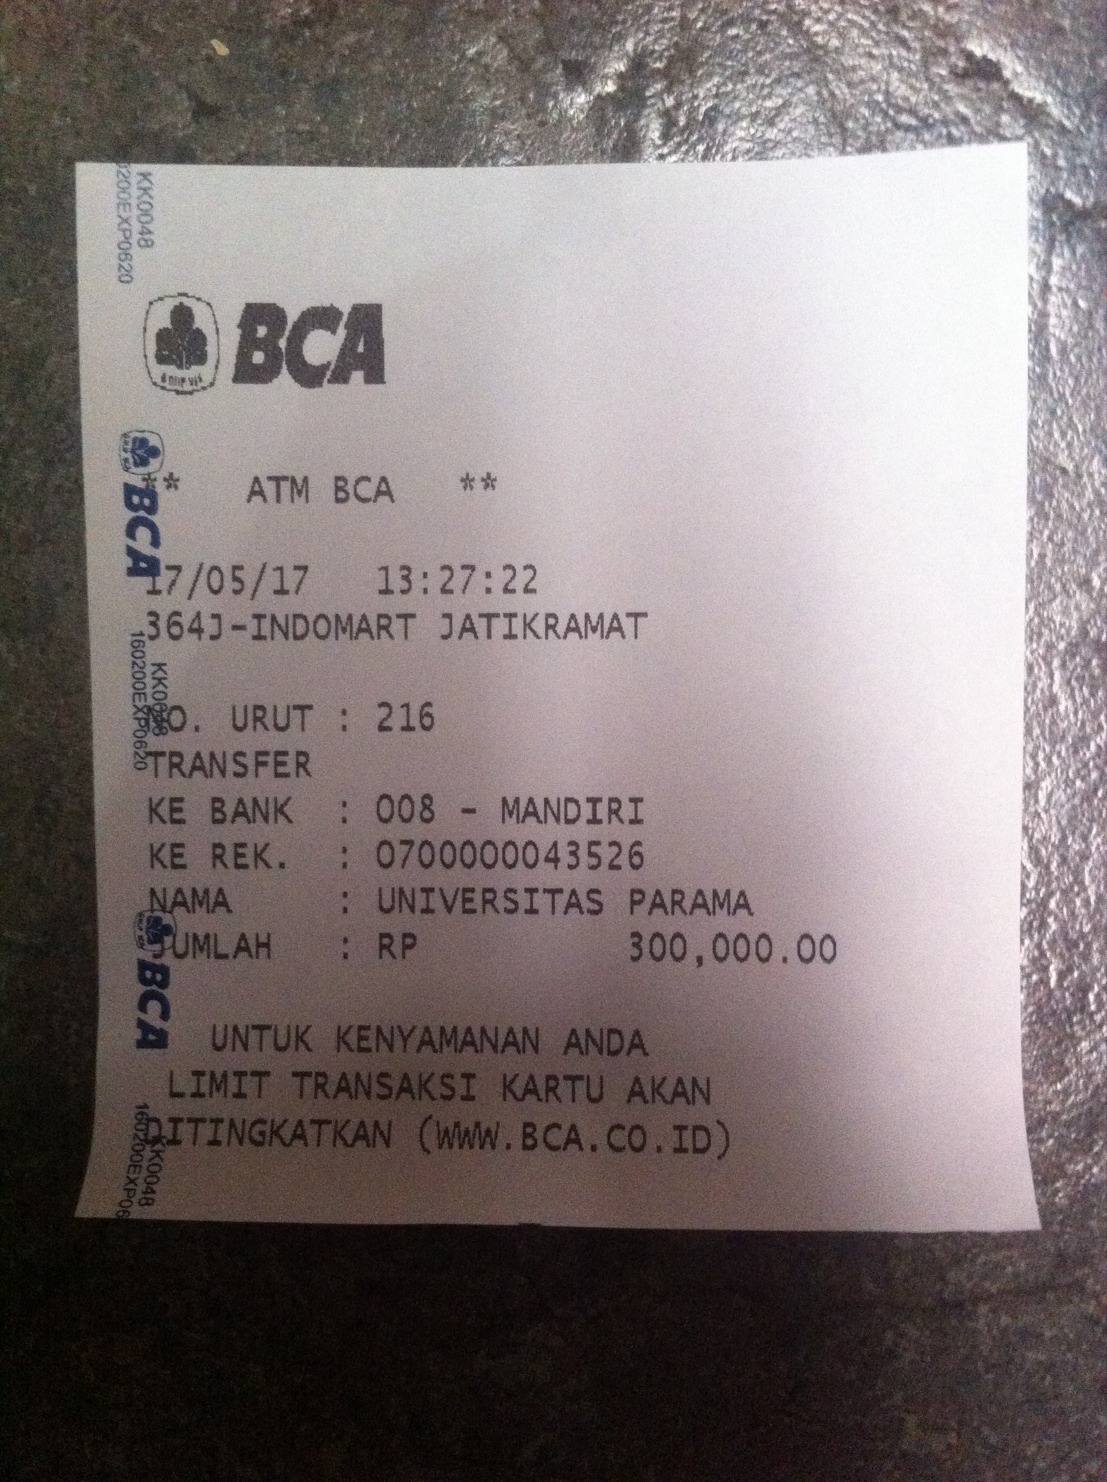 KK0048
200EXP0620
BCA
BCA
** ATM BCA **
17/05/17 13:27:22
364J-INDOMART JATIKRAMAT
KK0048
160200EXP0620
NO. URUT : 216
TRANSFER
KE BANK : 008 - MANDIRI
KE REK. : 0700000043526
NAMA : UNIVERSITAS PARAMA
JUMLAH : RP 300,000.00
BCA
UNTUK KENYAMANAN ANDA
LIMIT TRANSAKSI KARTU AKAN
DITINGKATKAN (WWW.BCA.CO.ID)
KK0048
160200EXP06